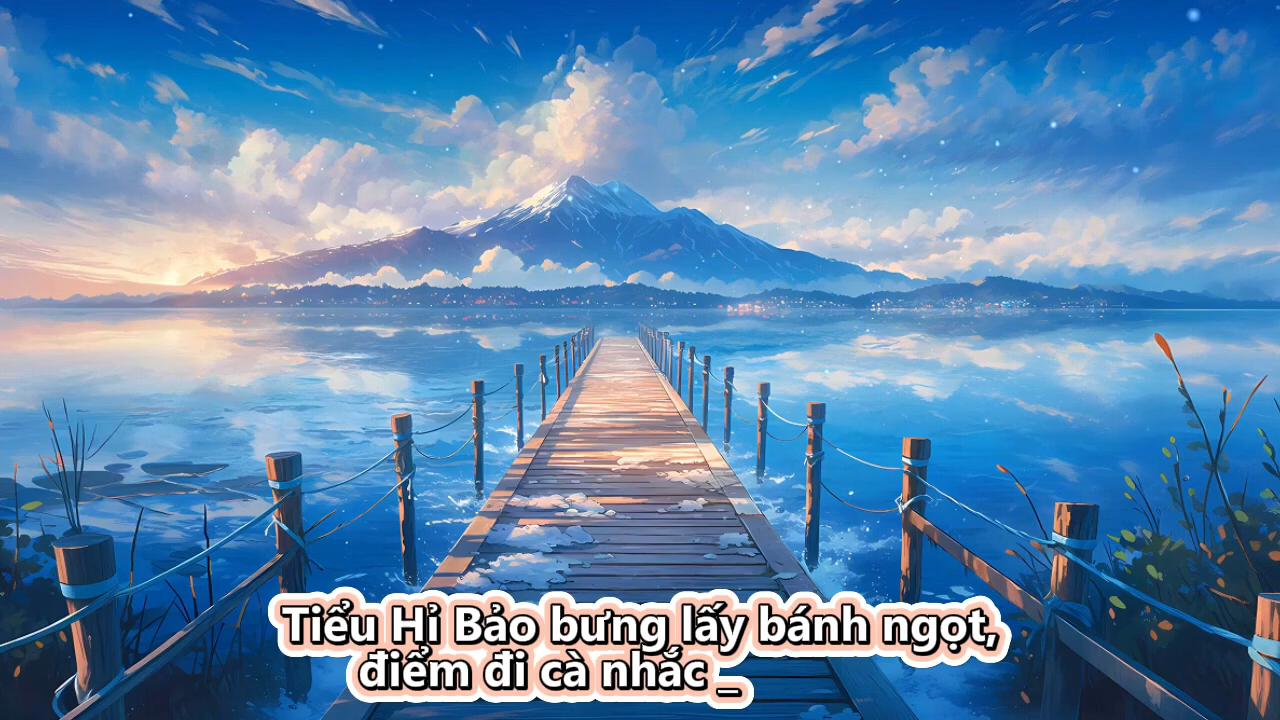 Tiểu Hỉ Bảo bưng lấy bánh ngọt,
điểm đi cà nhắc _